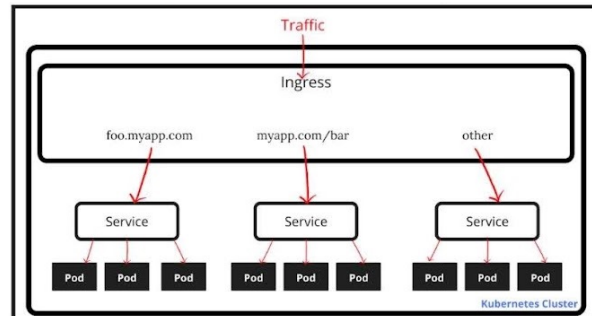 Traffic
Ingress
foo.myapp.com myapp.com/bar other
Service Service Service
Pod Pod Pod Pod Pod Pod Pod Pod Pod
Kubernetes Cluster